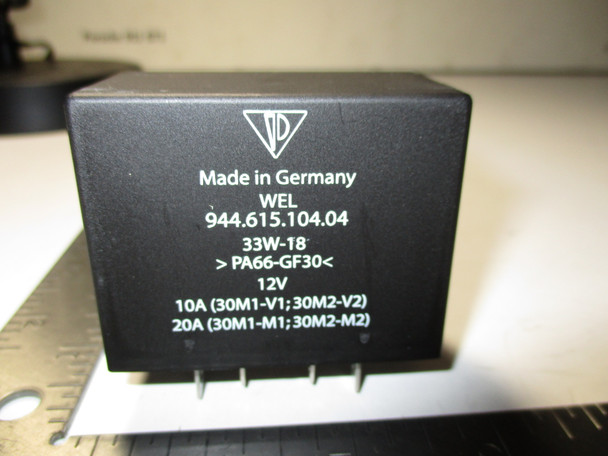 Made in Germany
WEL
944.615.104.04
33W-18
>PA66-GF30<
12V
10A (30M1-V1;30M2-V2)
20A (30M1-M1;30M2-M2)